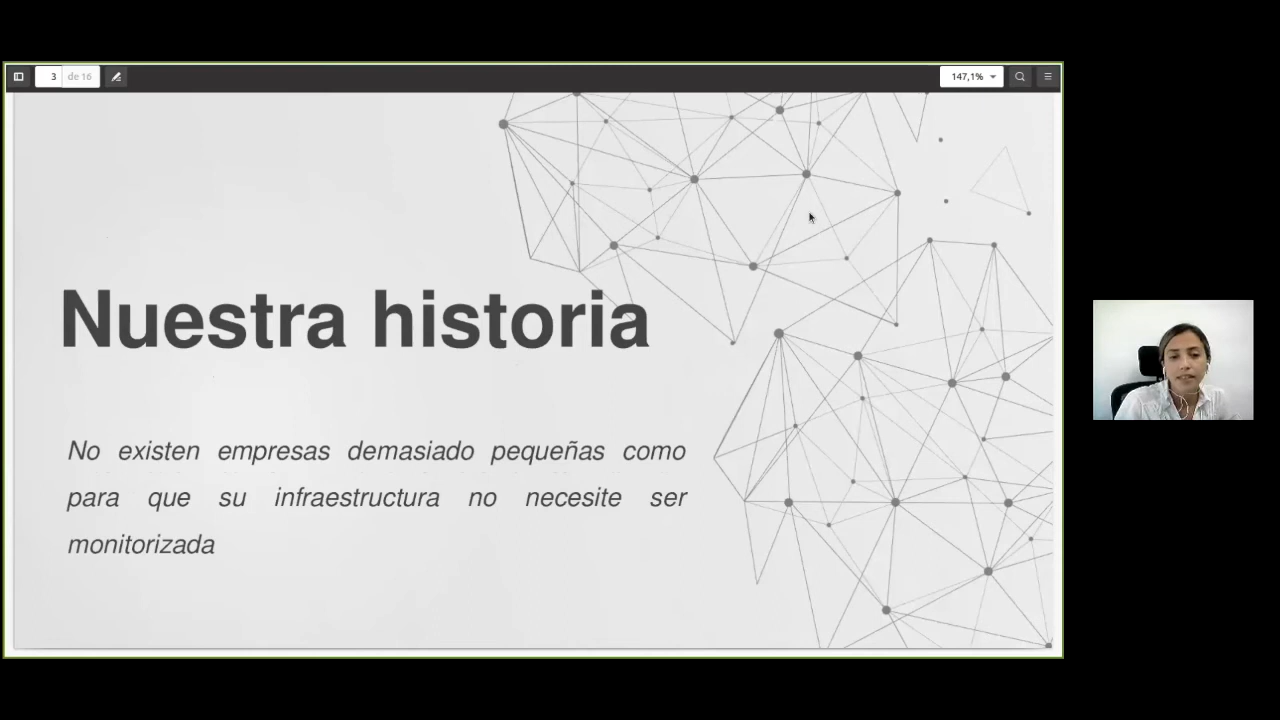 3 de 16
147,1%
Nuestra historia
No existen empresas demasiado pequeñas como
para que su infraestructura no necesite ser
monitorizada